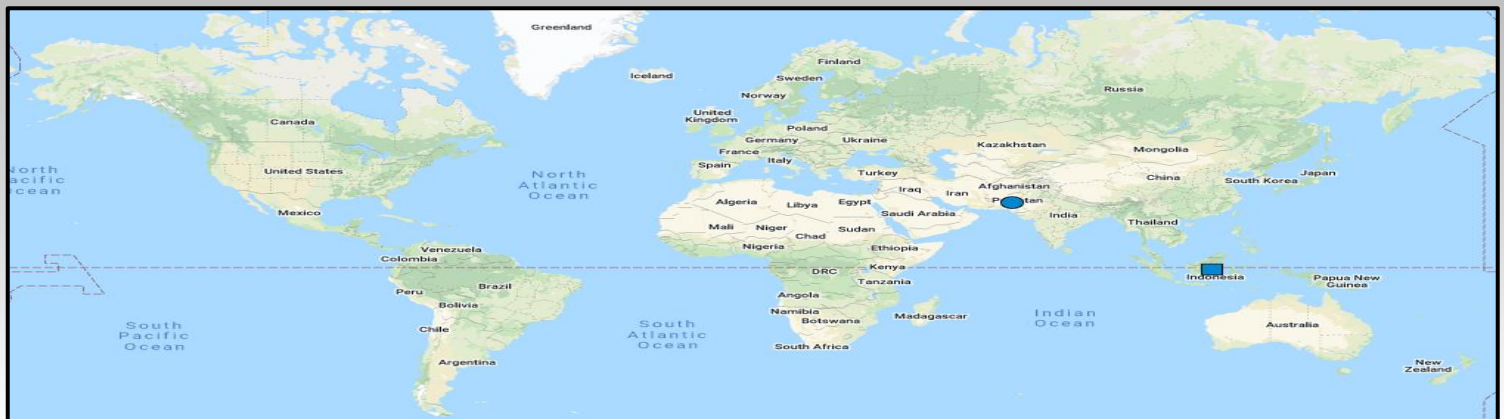 Greenland
Iceland
Finland
Sweden
Norway
Russia
United
Kingdom
Canada
Poland
Germany
Ukraine
France
Kazakhstan
Mongolia
Spain
Italy
Turkey
United States
China
South Korea
Japan
North
Atlantic
Ocean
Iraq
Iran
Afghanistan
Algeria
Libya
Egypt
Saudi Arabia
India
Mexico
Mali
Niger
Chad
Sudan
Thailand
Nigeria
Ethiopia
Venezuela
Colombia
DRC
Kenya
Indonesia
Papua New
Guinea
Peru
Brazil
Tanzania
Angola
Bolivia
Namibia
Botswana
Madagascar
Indian
Ocean
South
Pacific
Ocean
Chile
South
Atlantic
Ocean
Australia
South Africa
Argentina
New
Zealand